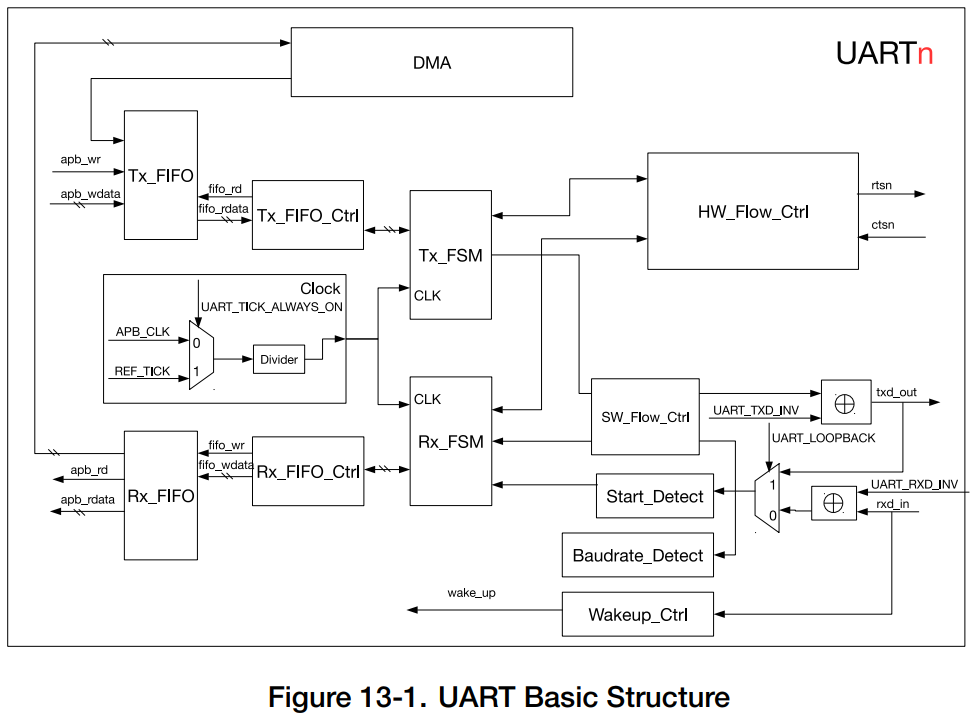 DMA
UARTn
apb_wr
Tx_FIFO
apb_wdata
fifo_rd
fifo_rdata
Tx_FIFO_Ctrl
Tx_FSM
CLK
HW_Flow_Ctrl
rtsn
ctsn
Clock
UART_TICK_ALWAYS_ON
APB_CLK
0
REF_TICK
1
Divider
CLK
Rx_FSM
SW_Flow_Ctrl
UART_TXD_INV
txd_out
UART_LOOPBACK
fifo_wr
fifo_wdata
Rx_FIFO_Ctrl
apb_rd
Rx_FIFO
apb_rdata
Start_Detect
1
0
UART_RXD_INV
rxd_in
Baudrate_Detect
wake_up
Wakeup_Ctrl
Figure 13-1. UART Basic Structure